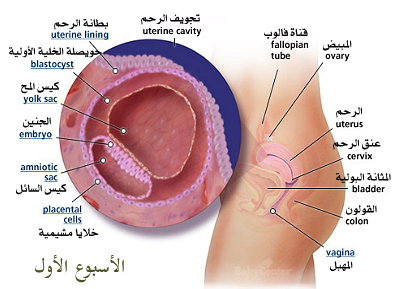 بطانة الرحم
uterine lining
حويصلة الخلية الأولية
blastocyst
كيس المح
yolk sac
الجنين
embryo
amniotic
sac
كيس السائل
placental
cells
خلايا مشيمية
الأسبوع الأول
تجويف الرحم
uterine cavity
قناة فالوب
fallopian
tube
المبيض
ovary
الرحم
uterus
عنق الرحم
cervix
المثانة البولية
bladder
القولون
colon
vagina
المهبل